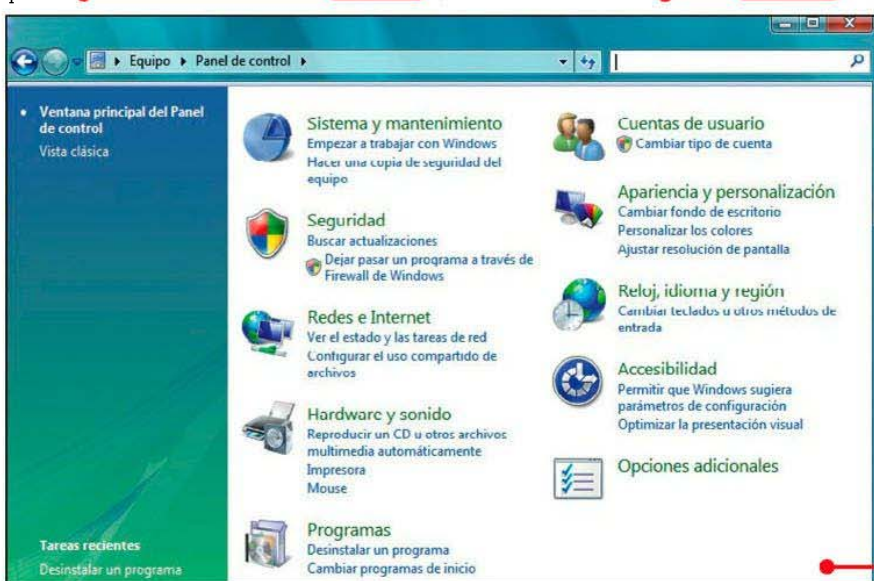 Equipo ▸ Panel de control ▸
Ventana principal del Panel
de control
Vista clásica
Tareas recientes
Desinstalar un programa
Sistema y mantenimiento
Empezar a trabajar con Windows
Hacer una copia de seguridad del
equipo
Seguridad
Buscar actualizaciones
Dejar pasar un programa a través de
Firewall de Windows
Redes e Internet
Ver el estado y las tareas de red
Configurar el uso compartido de
archivos
Hardware y sonido
Reproducir un CD u otros archivos
multimedia automáticamente
Impresora
Mouse
Programas
Desinstalar un programa
Cambiar programas de inicio
Cuentas de usuario
Cambiar tipo de cuenta
Apariencia y personalización
Cambiar fondo de escritorio
Personalizar los colores
Ajustar resolución de pantalla
Reloj, idioma y región
Cambiar teclados u otros métodos de
entrada
Accesibilidad
Permitir que Windows sugiera
parámetros de configuración
Optimizar la presentación visual
Opciones adicionales